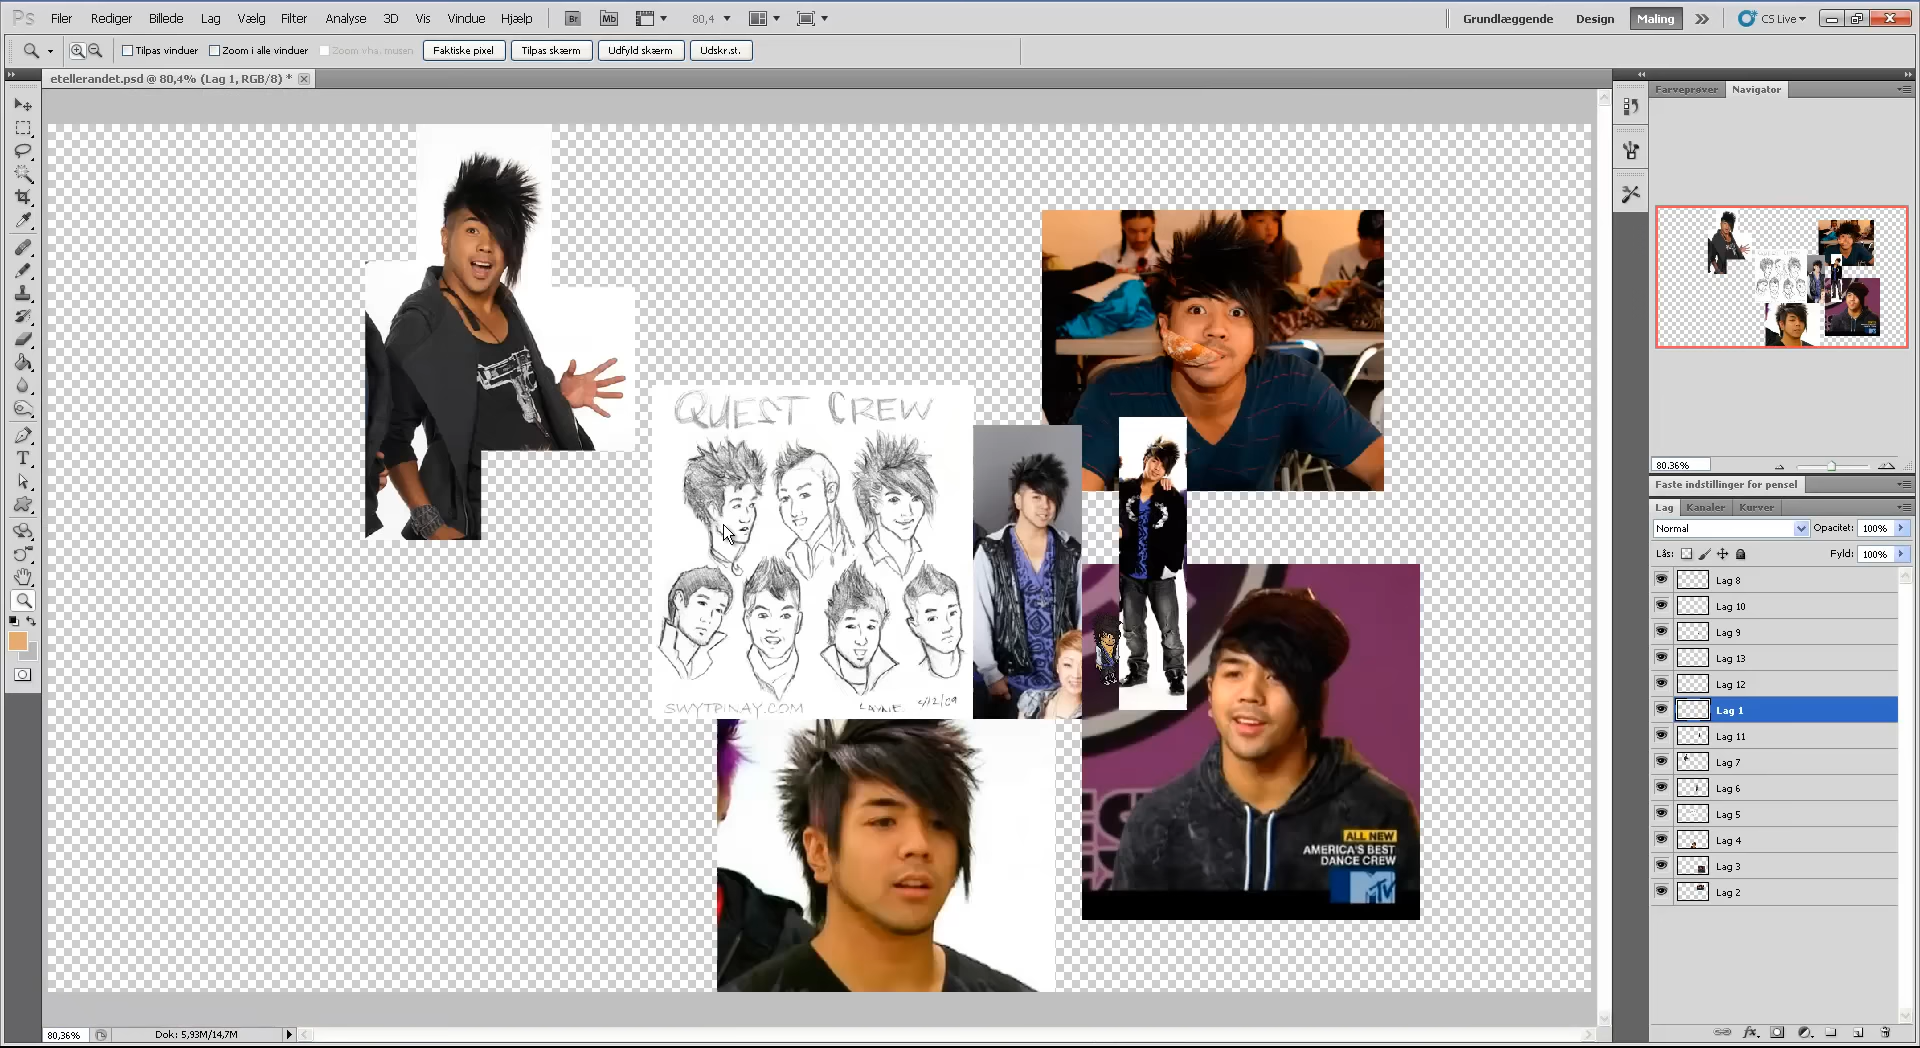 Ps Filer Rediger Billede Lag Vælg Filter Analyse 3D Vis Vindue Hjælp Br Mb 80,4 Grundlæggende Design Maling CS Live
Tilpas vinduer Zoom i alle vinduer Zoom vha. musen Faktiske pixel Tilpas skærm Udfyld skærm Udskr.st.
etellerandet.psd @ 80,4% (Lag 1, RGB/8) *
Farveprøver Navigator
QUEST CREW
SWYTPINAY.COM
ALL NEW
AMERICA'S BEST
DANCE CREW
MTV
80.36%
Faste indstillinger for pensel
Lag Kanaler Kurver
Normal Opacitet: 100%
Lås: Fyld: 100%
Lag 8
Lag 10
Lag 9
Lag 13
Lag 12
Lag 1
Lag 11
Lag 7
Lag 6
Lag 5
Lag 4
Lag 3
Lag 2
fx
80,36% Dok: 5,93M/14,7M